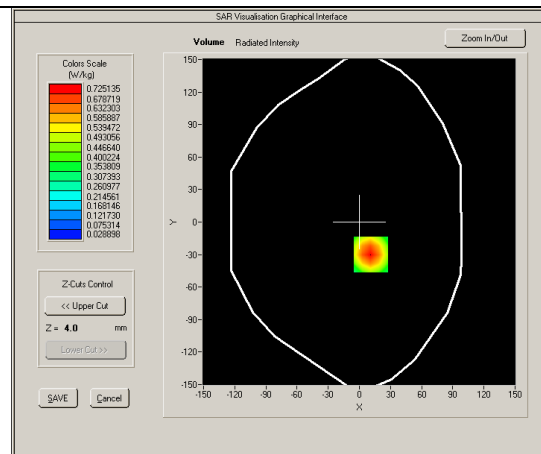 SAR Visualisation Graphical Interface
Volume Radiated Intensity
Zoom In/Out
Colors Scale
(W/kg)
0.725135
0.678719
0.632303
0.585887
0.539472
0.493056
0.446640
0.400224
0.353809
0.307393
0.260977
0.214561
0.168146
0.121730
0.075314
0.028898
Z-Cuts Control
<< Upper Cut
Z = 4.0 mm
Lower Cut >>
SAVE Cancel
150
120
90
60
30
0
-30
-60
-90
-120
-150
Y
-150 -120 -90 -60 -30 0 30 60 90 120 150
X